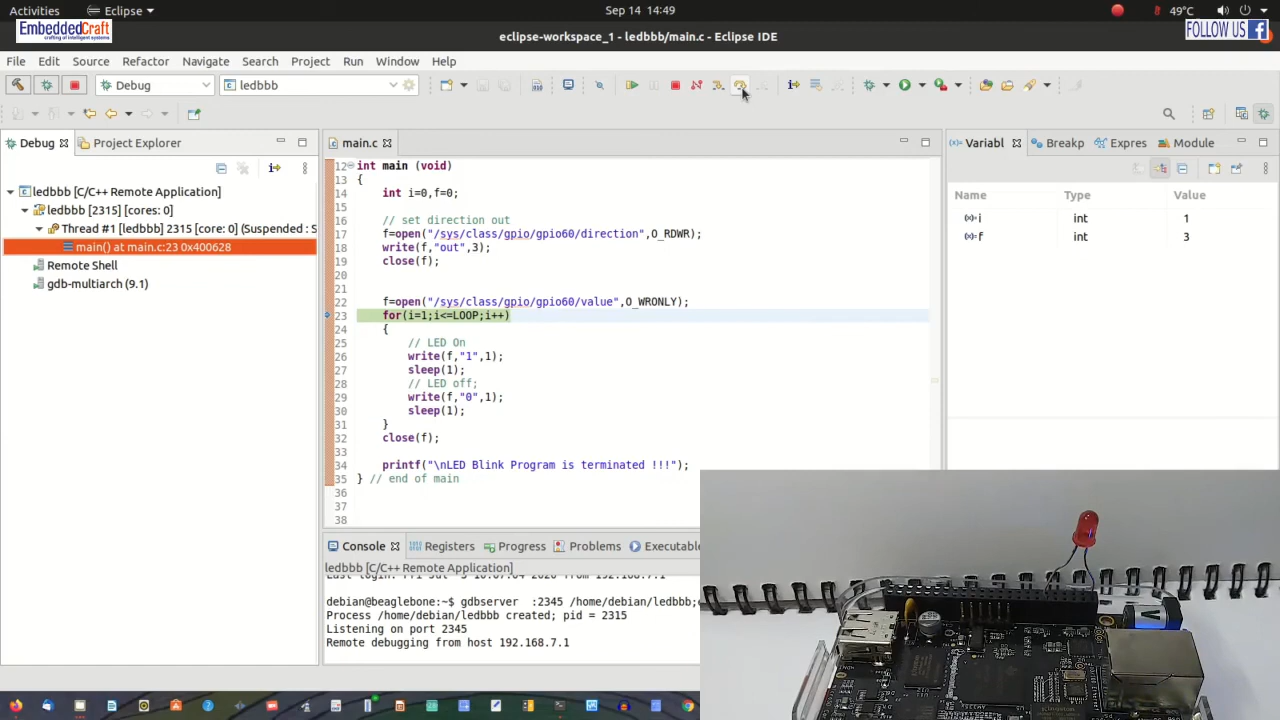 Activities
Eclipse
Sep 14 14:49
49°C
EmbeddedCraft
crafting of intelligent systems
FOLLOW US
eclipse-workspace_1 - ledbbb/main.c - Eclipse IDE
File Edit Source Refactor Navigate Search Project Run Window Help
Debug
ledbbb
Debug
Project Explorer
ledbbb [C/C++ Remote Application]
ledbbb [2315] [cores: 0]
Thread #1 [ledbbb] 2315 [core: 0] (Suspended : S
main() at main.c:23 0x400628
Remote Shell
gdb-multiarch (9.1)
main.c
12 int main (void)
13 {
14 int i=0,f=0;
15
16 // set direction out
17 f=open("/sys/class/gpio/gpio60/direction",O_RDWR);
18 write(f,"out",3);
19 close(f);
20
21
22 f=open("/sys/class/gpio/gpio60/value",O_WRONLY);
23 for(i=1;i<=LOOP;i++)
24 {
25 // LED On
26 write(f,"1",1);
27 sleep(1);
28 // LED off;
29 write(f,"0",1);
30 sleep(1);
31 }
32 close(f);
33
34 printf("\nLED Blink Program is terminated !!!");
35 } // end of main
36
37
38
Variabl
Breakp
Expres
Module
Name Type Value
i int 1
f int 3
Console
Registers
Progress
Problems
Executable
ledbbb [C/C++ Remote Application]
debian@beaglebone:~$ gdbserver :2345 /home/debian/ledbbb;
Process /home/debian/ledbbb created; pid = 2315
Listening on port 2345
Remote debugging from host 192.168.7.1